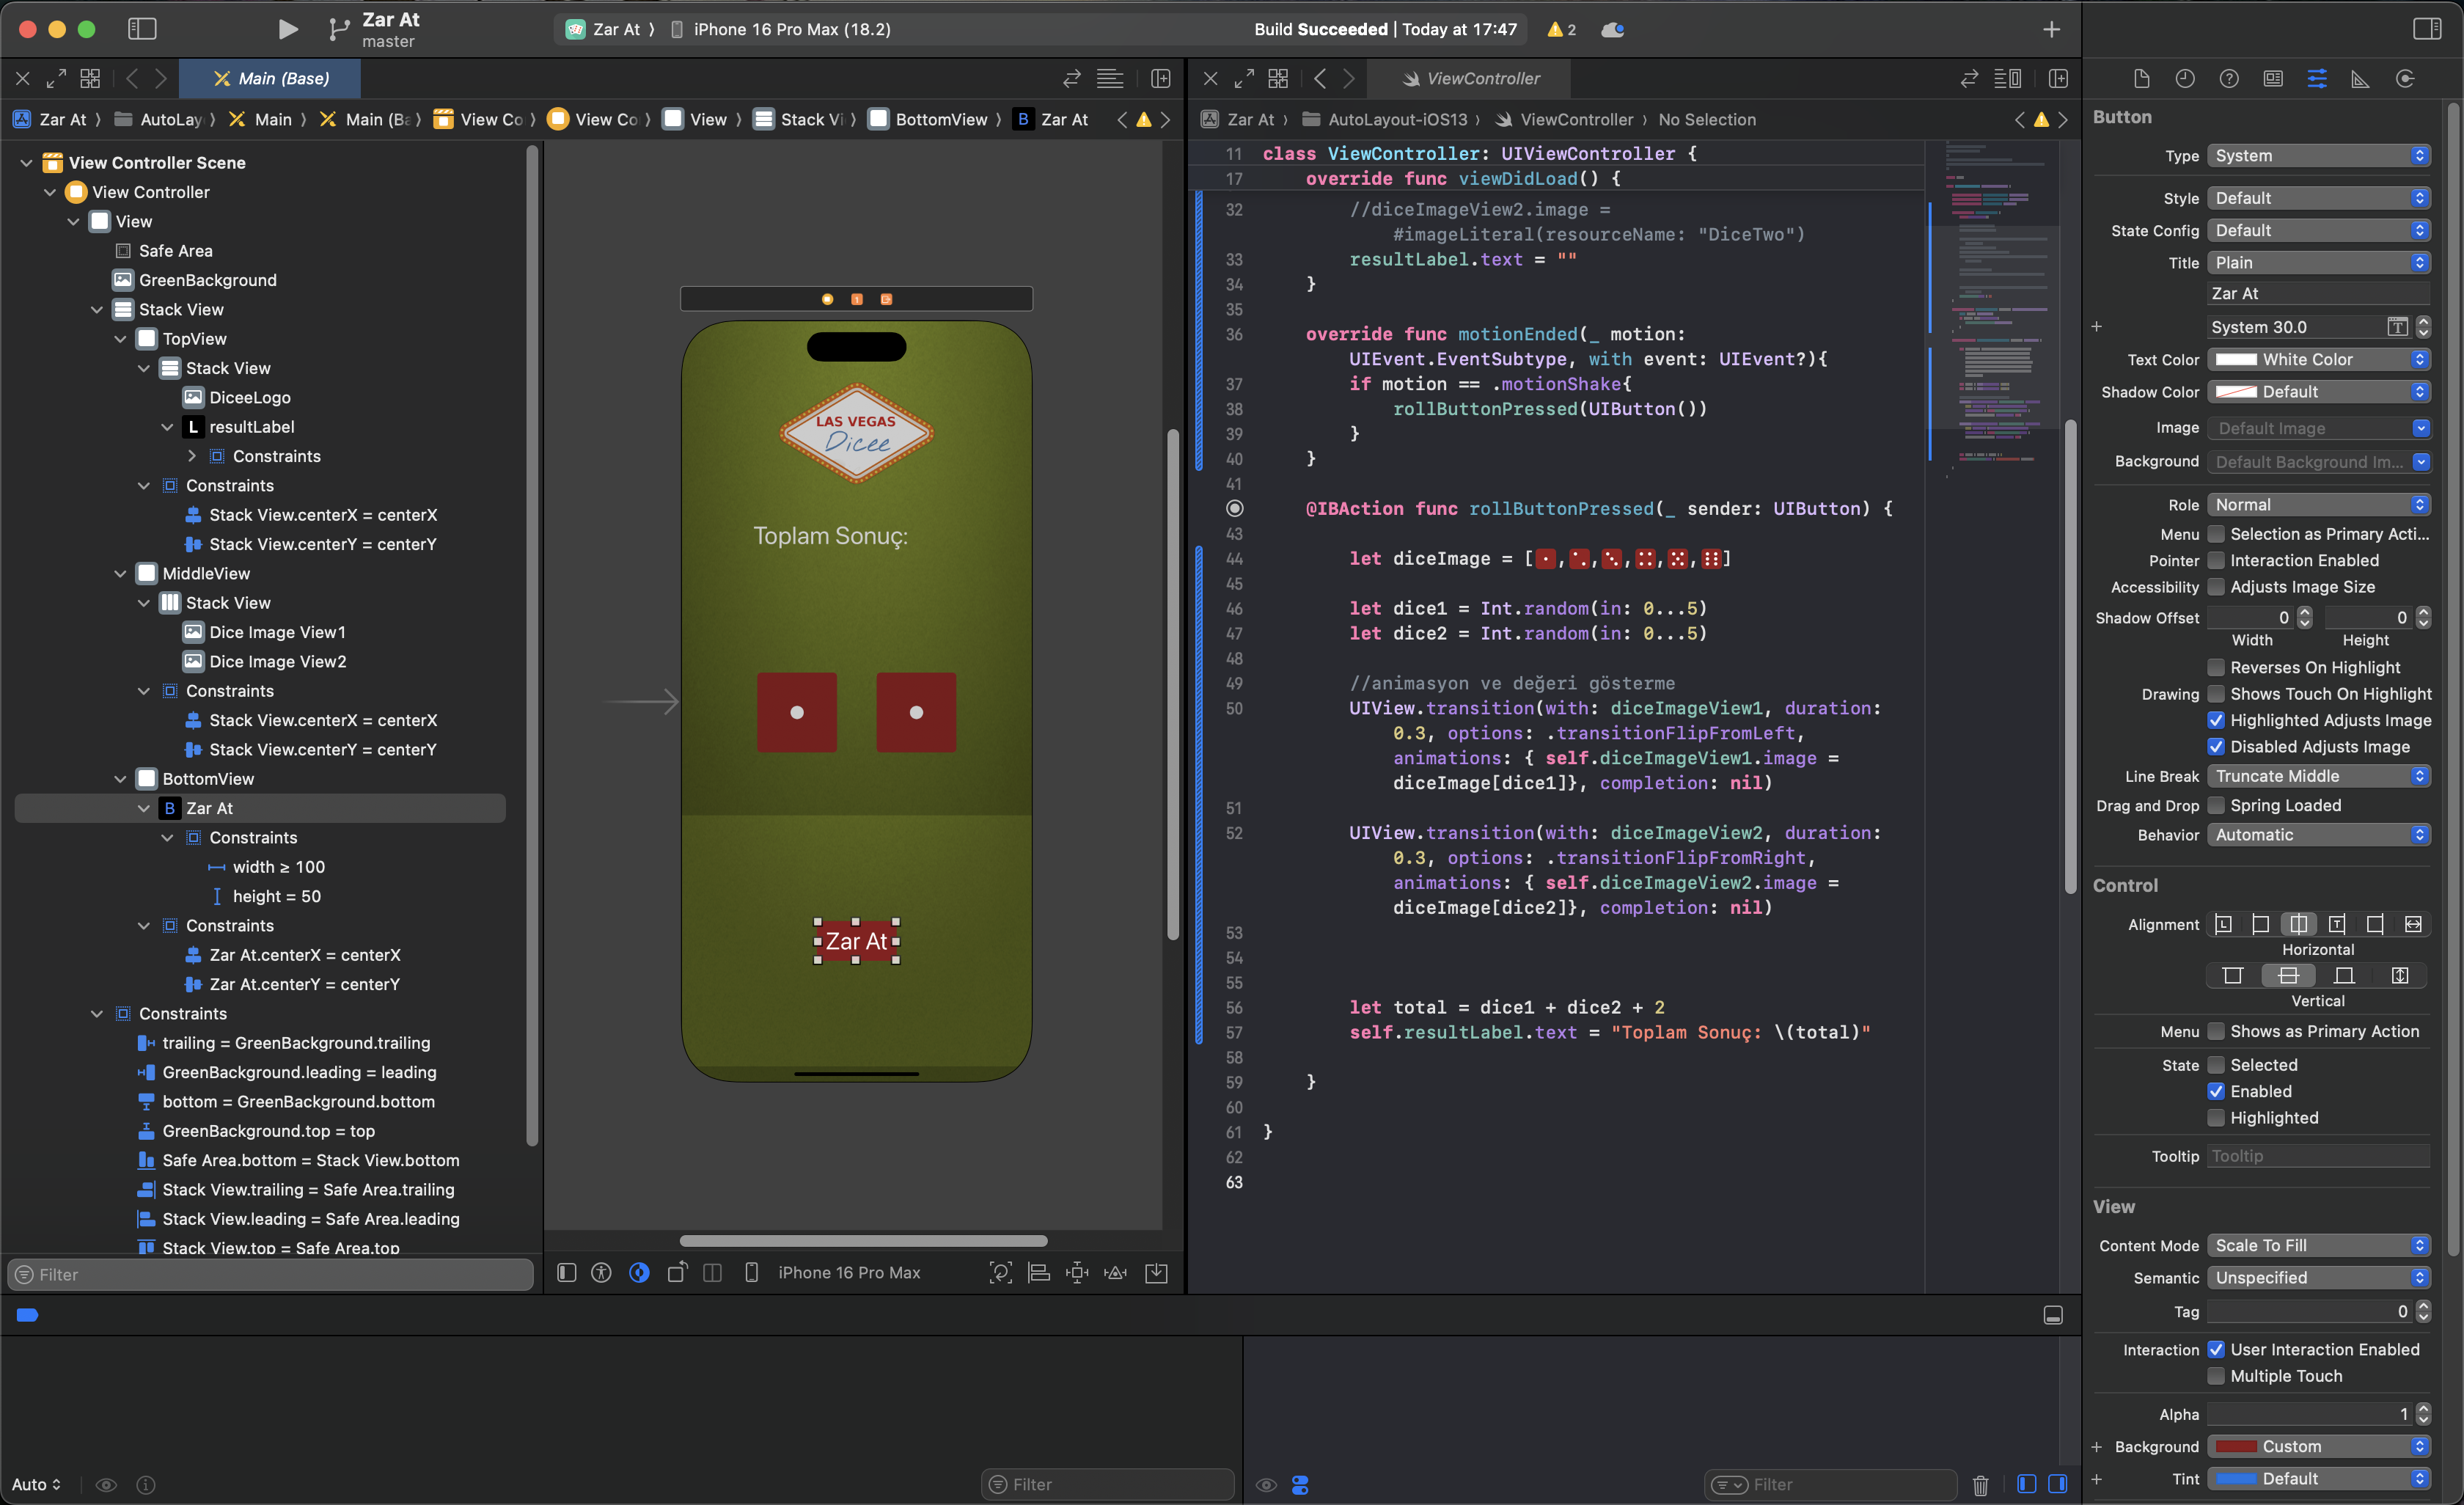 Zar At
master
Zar At
iPhone 16 Pro Max (18.2)
Build Succeeded | Today at 17:47
2
Main (Base)
Zar At
AutoLay
Main
Main (Ba
View Co
View Co
View
Stack Vi
BottomView
B
Zar At
View Controller Scene
View Controller
View
Safe Area
GreenBackground
Stack View
TopView
Stack View
DiceeLogo
L resultLabel
Constraints
Constraints
Stack View.centerX = centerX
Stack View.centerY = centerY
MiddleView
Stack View
Dice Image View1
Dice Image View2
Constraints
Stack View.centerX = centerX
Stack View.centerY = centerY
BottomView
B Zar At
Constraints
width ≥ 100
height = 50
Constraints
Zar At.centerX = centerX
Zar At.centerY = centerY
Constraints
trailing = GreenBackground.trailing
GreenBackground.leading = leading
bottom = GreenBackground.bottom
GreenBackground.top = top
Safe Area.bottom = Stack View.bottom
Stack View.trailing = Safe Area.trailing
Stack View.leading = Safe Area.leading
Stack View.top = Safe Area.top
Filter
LAS VEGAS
Dicee
Toplam Sonuç:
Zar At
iPhone 16 Pro Max
ViewController
Zar At
AutoLayout-iOS13
ViewController
No Selection
11 class ViewController: UIViewController {
17 override func viewDidLoad() {
32 //diceImageView2.image =
#imageLiteral(resourceName: "DiceTwo")
33 resultLabel.text = ""
34 }
35
36 override func motionEnded(_ motion:
UIEvent.EventSubtype, with event: UIEvent?){
37 if motion == .motionShake{
38 rollButtonPressed(UIButton())
39 }
40 }
41
@IBAction func rollButtonPressed(_ sender: UIButton) {
43
44 let diceImage = [ , , , , , ]
45
46 let dice1 = Int.random(in: 0...5)
47 let dice2 = Int.random(in: 0...5)
48
49 //animasyon ve değeri gösterme
50 UIView.transition(with: diceImageView1, duration:
0.3, options: .transitionFlipFromLeft,
animations: { self.diceImageView1.image =
diceImage[dice1]}, completion: nil)
51
52 UIView.transition(with: diceImageView2, duration:
0.3, options: .transitionFlipFromRight,
animations: { self.diceImageView2.image =
diceImage[dice2]}, completion: nil)
53
54
55
56 let total = dice1 + dice2 + 2
57 self.resultLabel.text = "Toplam Sonuç: \(total)"
58
59 }
60
61 }
62
63
Button
Type System
Style Default
State Config Default
Title Plain
Zar At
System 30.0
Text Color White Color
Shadow Color Default
Image Default Image
Background Default Background Im...
Role Normal
Menu Selection as Primary Acti...
Pointer Interaction Enabled
Accessibility Adjusts Image Size
Shadow Offset 0 0
Width Height
Reverses On Highlight
Drawing Shows Touch On Highlight
Highlighted Adjusts Image
Disabled Adjusts Image
Line Break Truncate Middle
Drag and Drop Spring Loaded
Behavior Automatic
Control
Alignment
Horizontal
Vertical
Menu Shows as Primary Action
State Selected
Enabled
Highlighted
Tooltip Tooltip
View
Content Mode Scale To Fill
Semantic Unspecified
Tag 0
Interaction User Interaction Enabled
Multiple Touch
Alpha 1
Background Custom
Tint Default
Auto
Filter
Filter